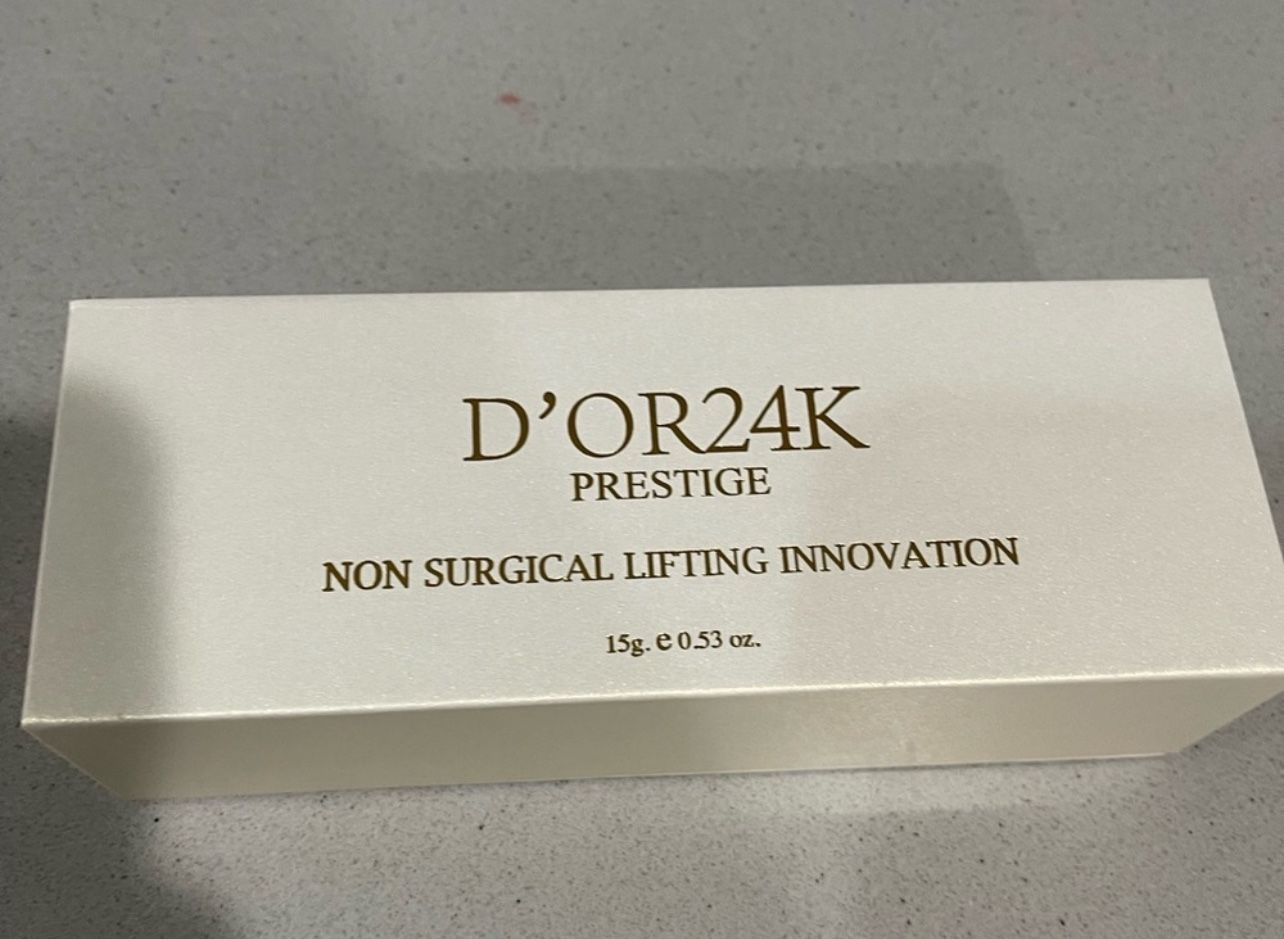 D'OR24K
PRESTIGE
NON SURGICAL LIFTING INNOVATION
15g. e 0.53 oz.